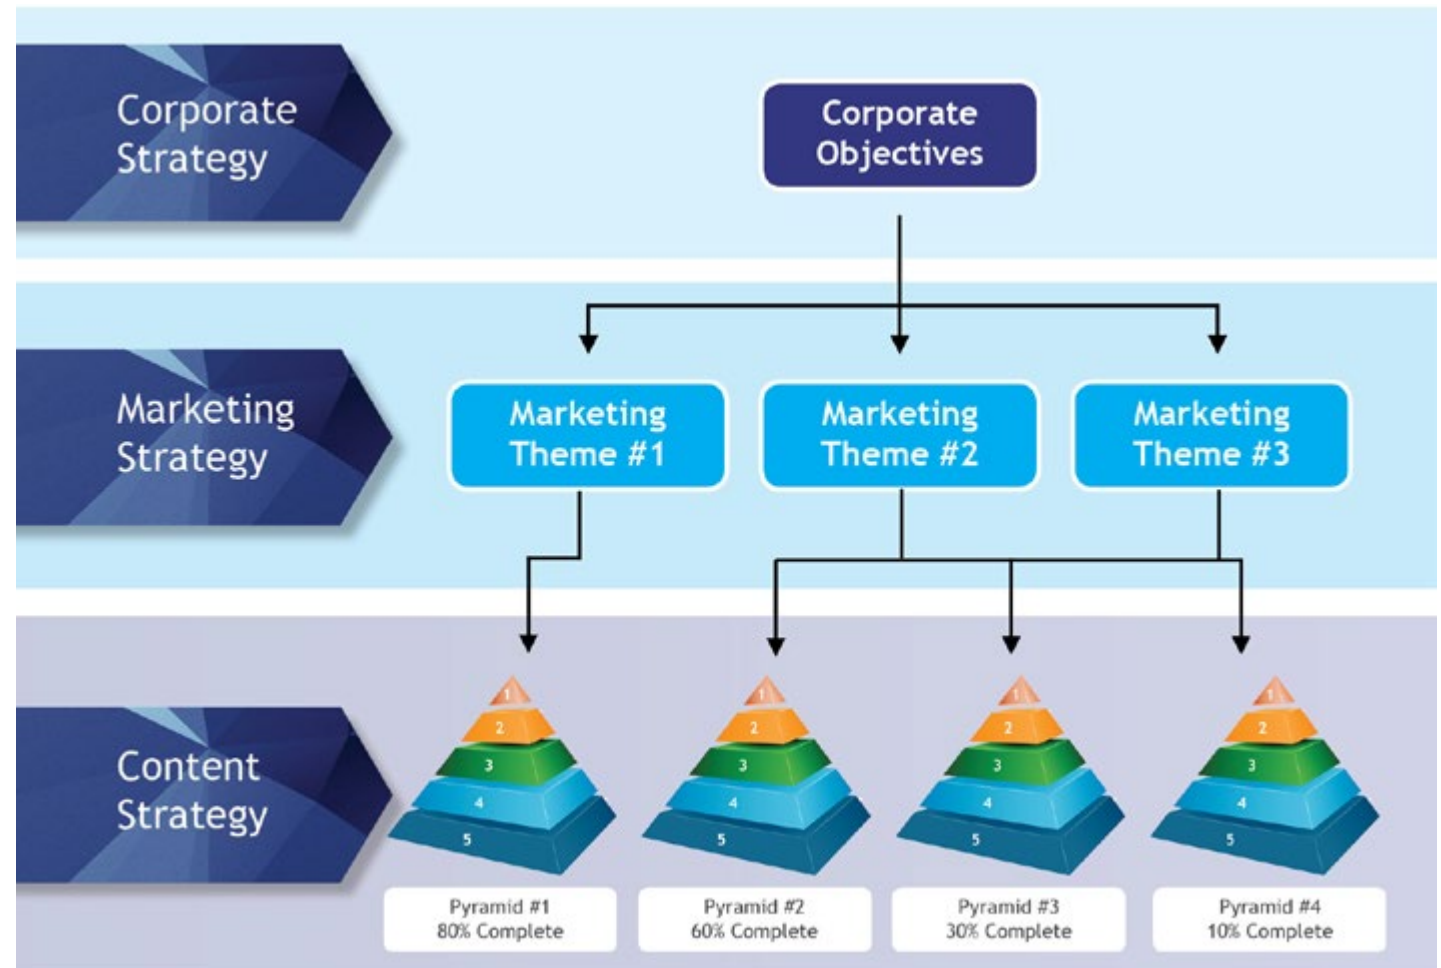 Corporate
Strategy
Corporate
Objectives
Marketing
Strategy
Marketing
Theme #1
Marketing
Theme #2
Marketing
Theme #3
Content
Strategy
1
2
3
4
5
1
2
3
4
5
1
2
3
4
5
1
2
3
4
5
Pyramid #1
80% Complete
Pyramid #2
60% Complete
Pyramid #3
30% Complete
Pyramid #4
10% Complete